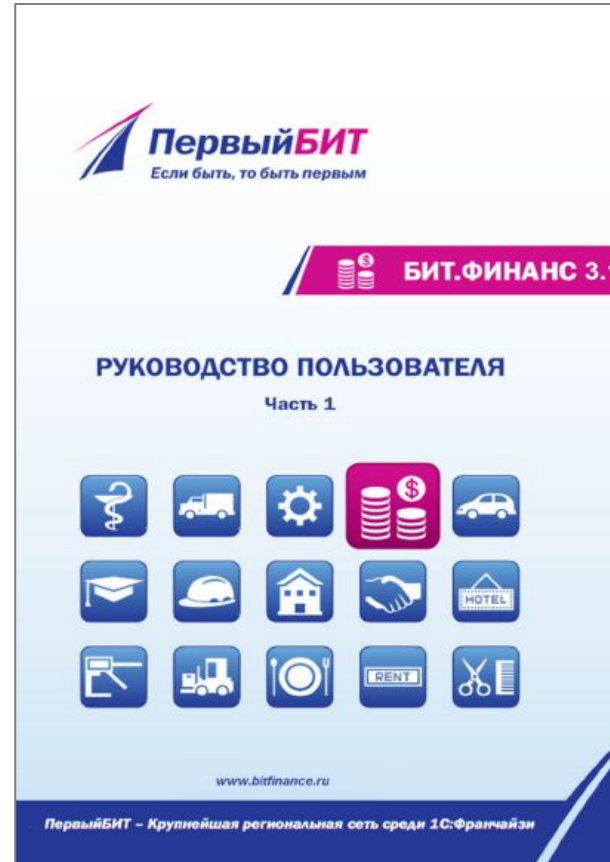 ПервыйБИТ
Если быть, то быть первым
$
БИТ.ФИНАНС 3.
РУКОВОДСТВО ПОЛЬЗОВАТЕЛЯ
Часть 1
$
HOTEL
RENT
www.bitfinance.ru
ПервыйБИТ – Крупнейшая региональная сеть среди 1С:Франчайзи